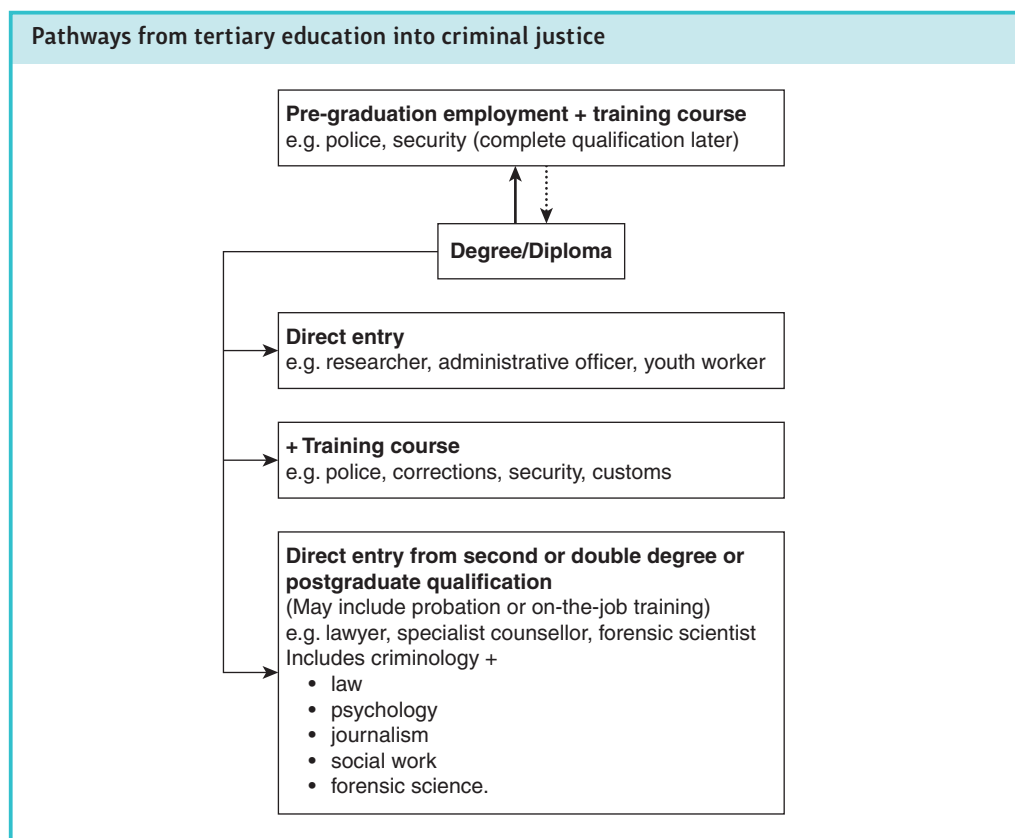 Pathways from tertiary education into criminal justice
Pre-graduation employment + training course
e.g. police, security (complete qualification later)
Degree/Diploma
Direct entry
e.g. researcher, administrative officer, youth worker
+ Training course
e.g. police, corrections, security, customs
Direct entry from second or double degree or
postgraduate qualification
(May include probation or on-the-job training)
e.g. lawyer, specialist counsellor, forensic scientist
Includes criminology +
• law
• psychology
• journalism
• social work
• forensic science.